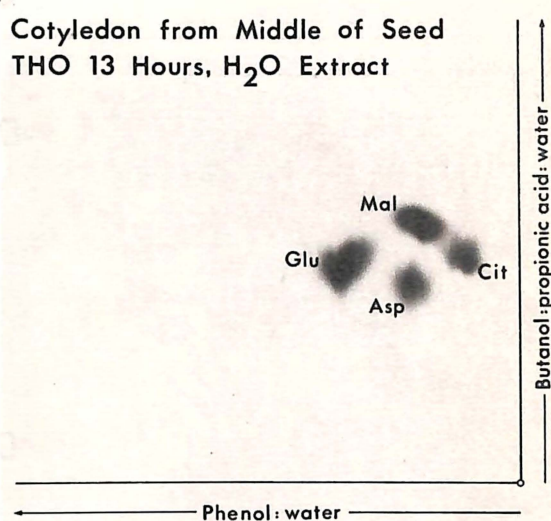 Cotyledon from Middle of Seed
THO 13 Hours, H2O Extract
Mal
Glu
Cit
Asp
Butanol:propionic acid:water
Phenol:water